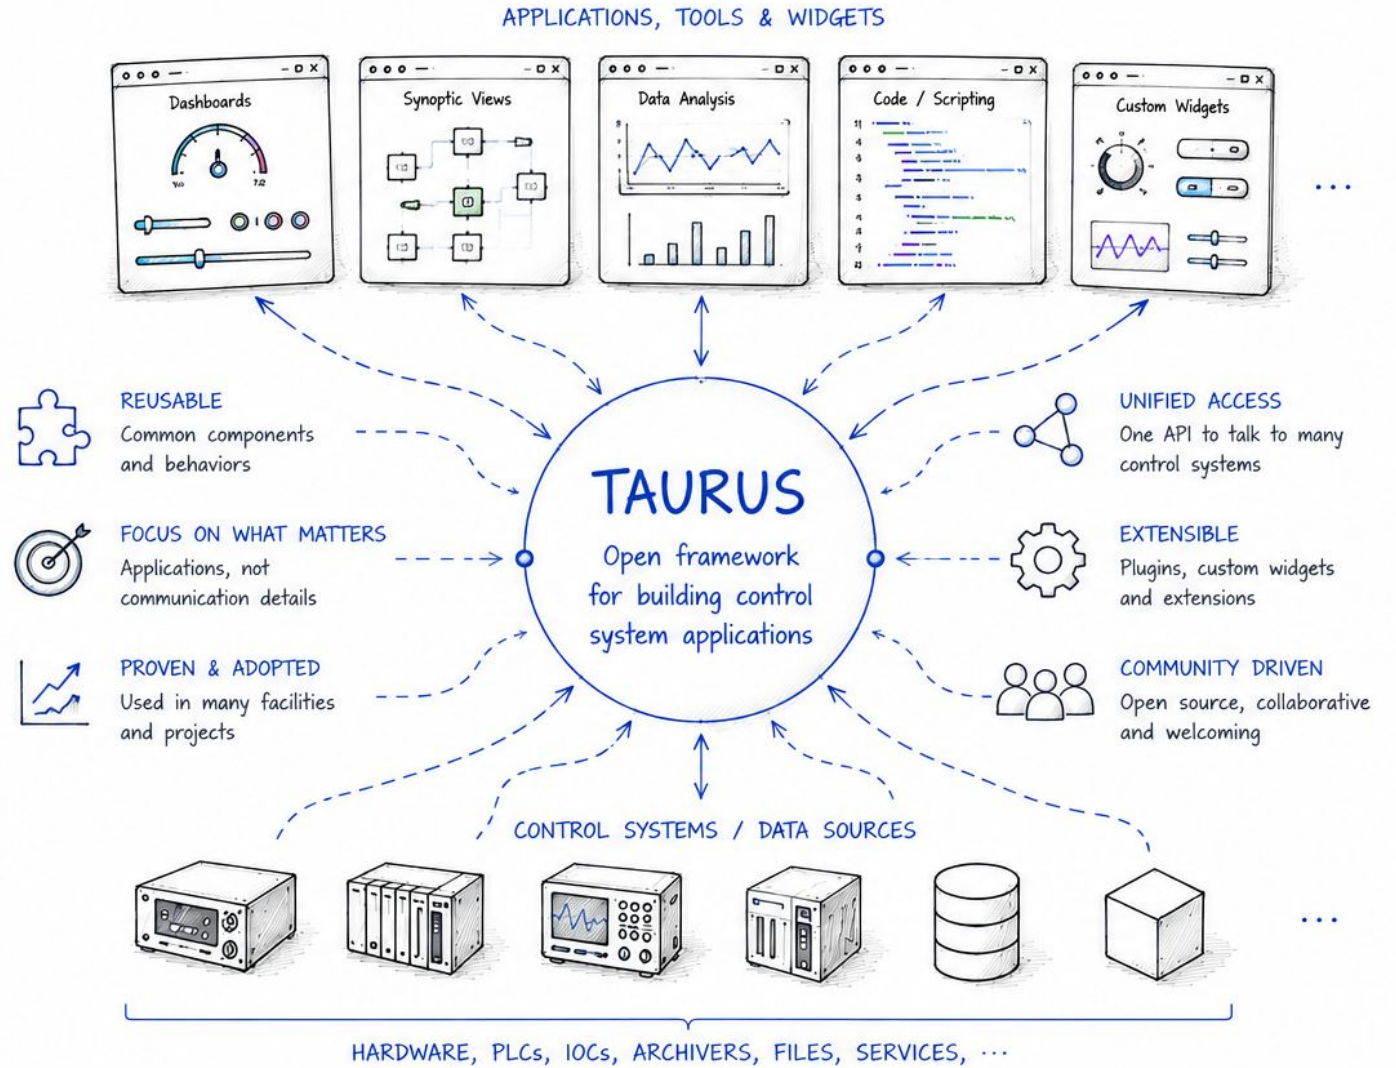 APPLICATIONS, TOOLS & WIDGETS
Dashboards
Synoptic Views
Data Analysis
Code / Scripting
Custom Widgets
...
REUSABLE
Common components
and behaviors
UNIFIED ACCESS
One API to talk to many
control systems
TAURUS
Open framework
for building control
system applications
FOCUS ON WHAT MATTERS
Applications, not
communication details
EXTENSIBLE
Plugins, custom widgets
and extensions
PROVEN & ADOPTED
Used in many facilities
and projects
COMMUNITY DRIVEN
Open source, collaborative
and welcoming
CONTROL SYSTEMS / DATA SOURCES
...
HARDWARE, PLCs, IOCs, ARCHIVERS, FILES, SERVICES, ...